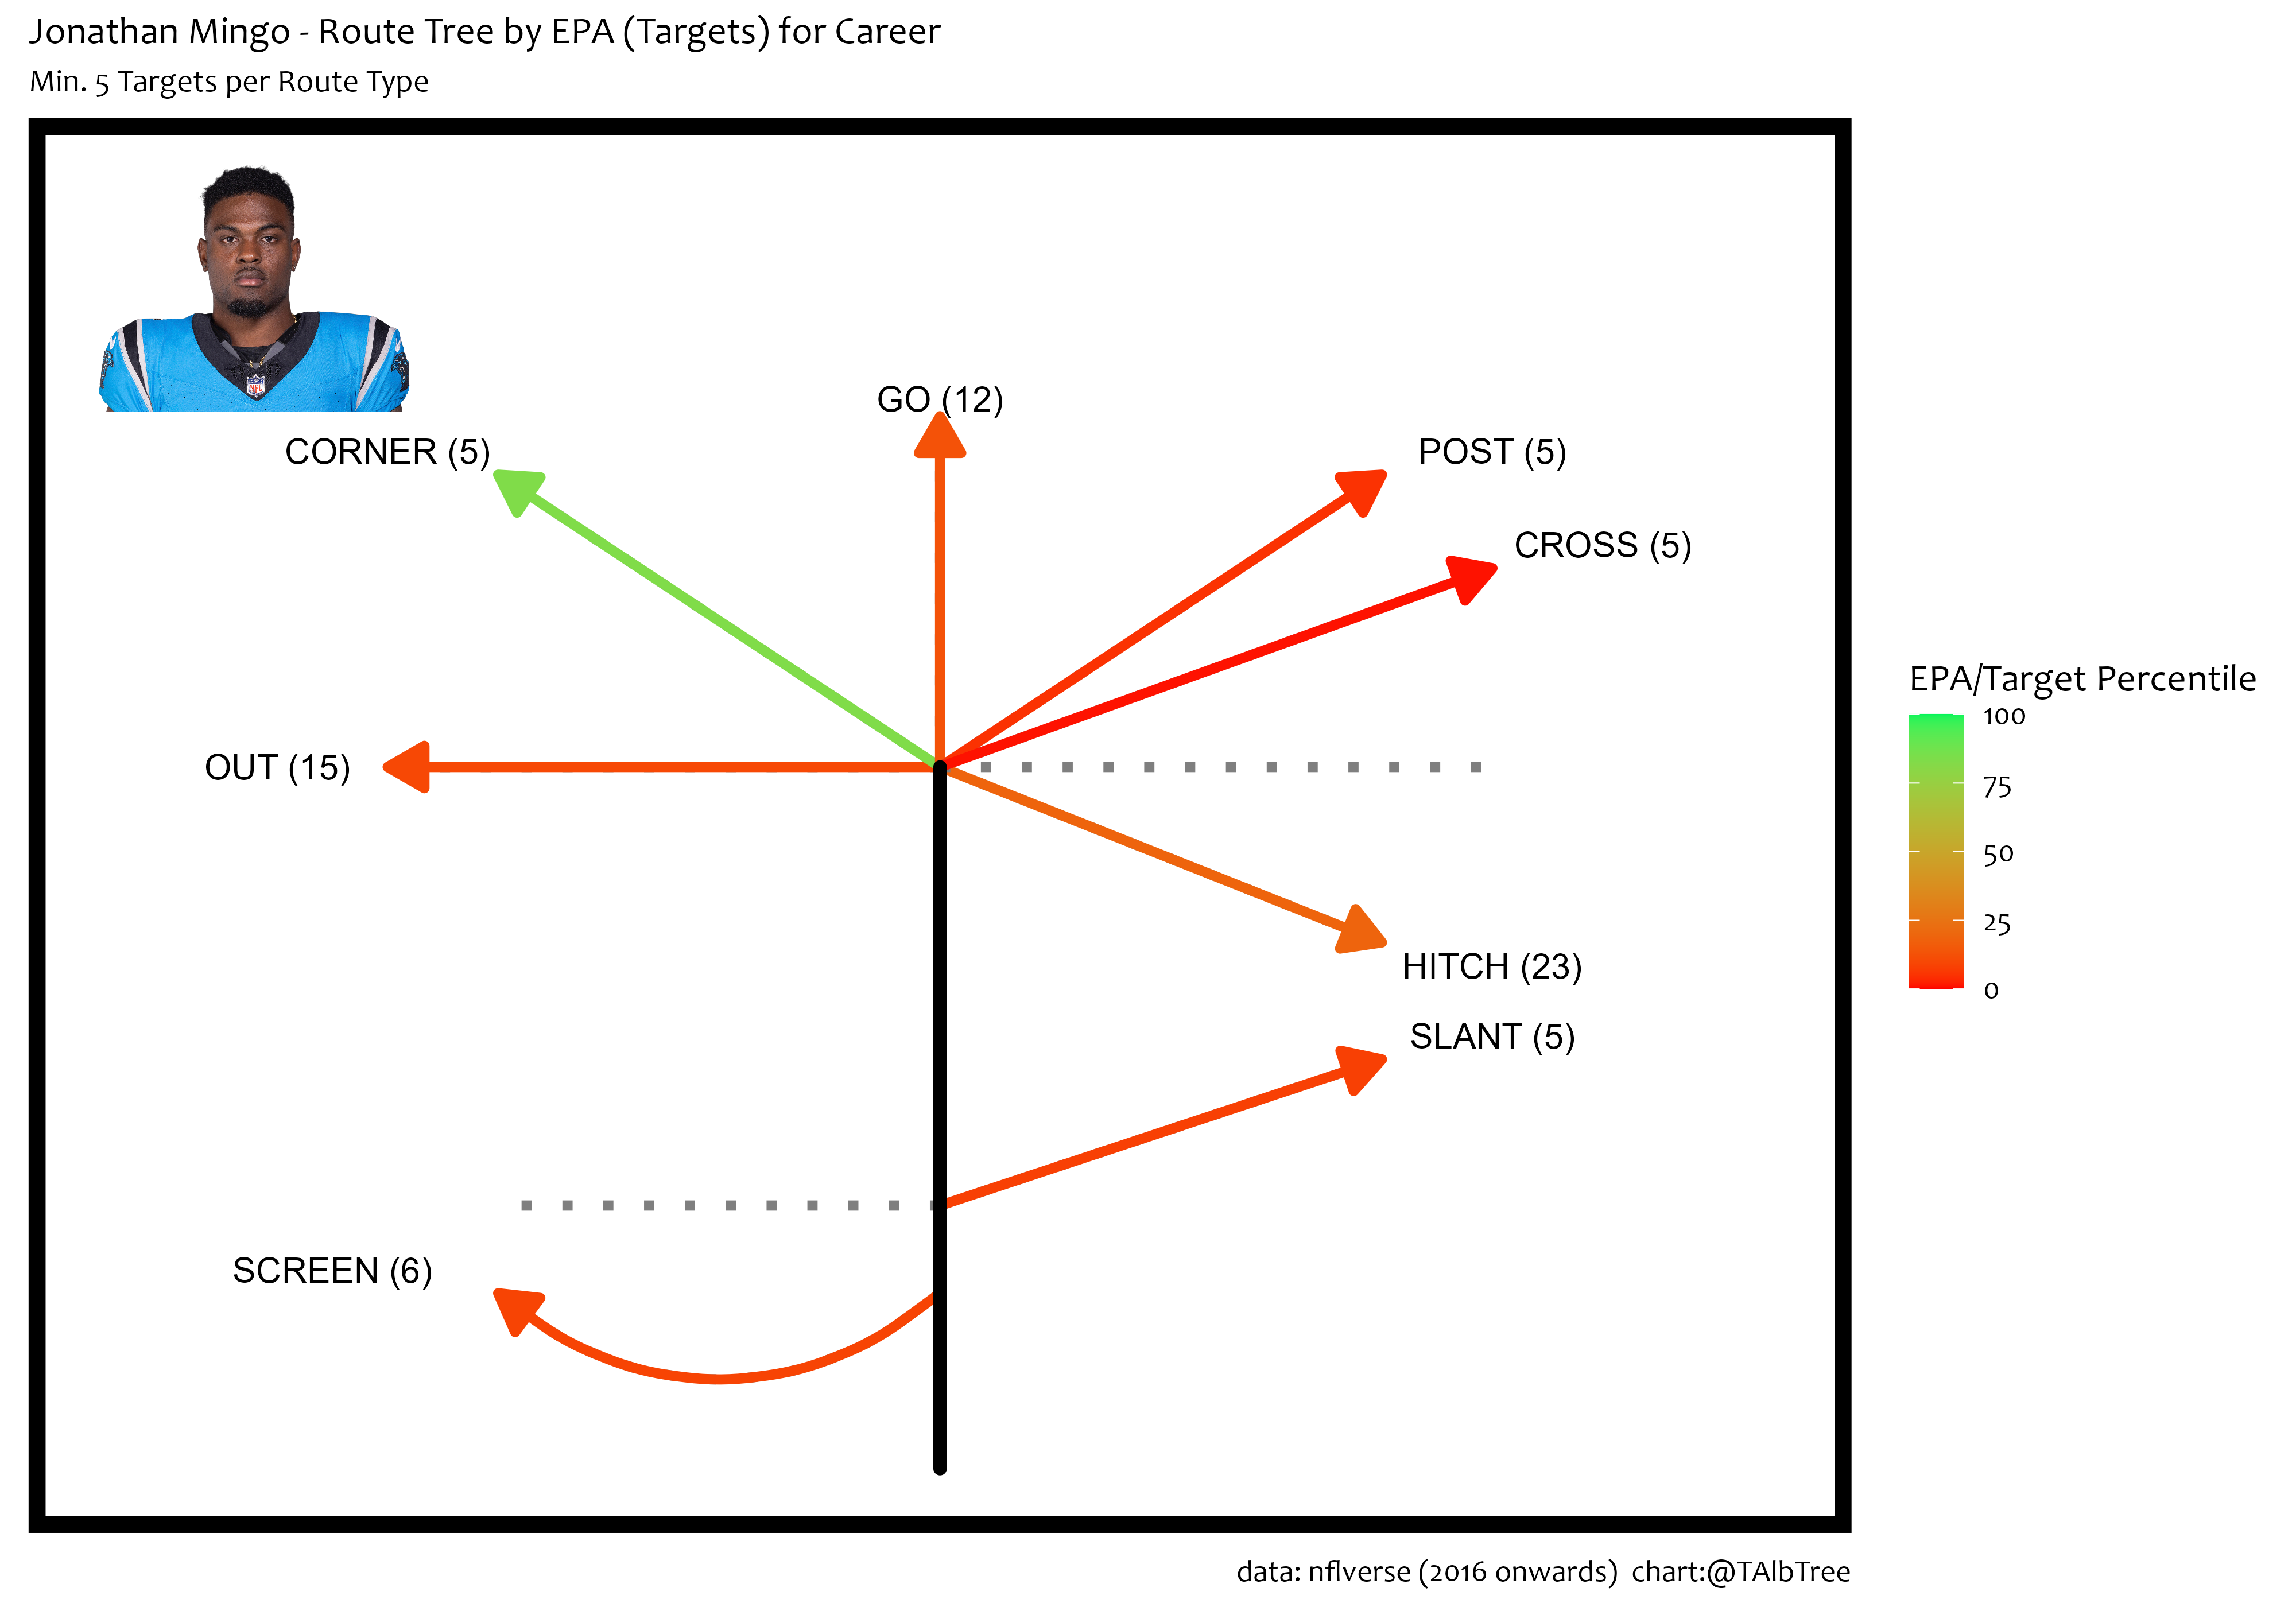 Jonathan Mingo - Route Tree by EPA (Targets) for Career
Min. 5 Targets per Route Type
GO (12)
CORNER (5)
POST (5)
CROSS (5)
OUT (15)
HITCH (23)
SLANT (5)
SCREEN (6)
EPA/Target Percentile
100
75
50
25
0
NFL
data: nflverse (2016 onwards) chart:@TAlbTree